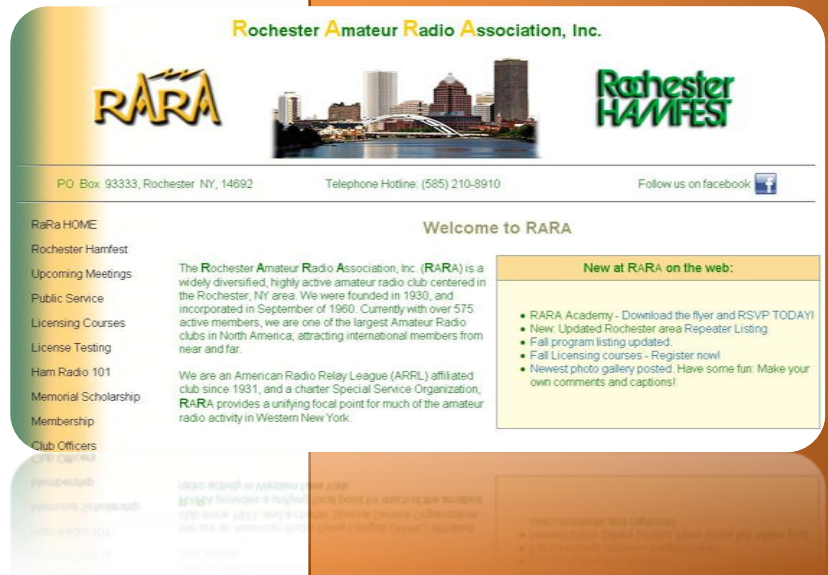 Rochester Amateur Radio Association, Inc.
RARA
Rochester
HAMFEST
PO Box 93333, Rochester NY, 14692
Telephone Hotline: (585) 210-8910
Follow us on facebook
RaRa HOME
Rochester Hamfest
Upcoming Meetings
Public Service
Licensing Courses
License Testing
Ham Radio 101
Memorial Scholarship
Membership
Club Officers
Welcome to RARA
The Rochester Amateur Radio Association, Inc. (RARA) is a
widely diversified, highly active amateur radio club centered in
the Rochester, NY area. We were founded in 1930, and
incorporated in September of 1960. Currently with over 575
active members, we are one of the largest Amateur Radio
clubs in North America; attracting international members from
near and far.
We are an American Radio Relay League (ARRL) affiliated
club since 1931, and a charter Special Service Organization,
RARA provides a unifying focal point for much of the amateur
radio activity in Western New York.
New at RARA on the web:
• RARA Academy - Download the flyer and RSVP TODAY!
• New: Updated Rochester area Repeater Listing
• Fall program listing updated.
• Fall Licensing courses - Register now!
• Newest photo gallery posted. Have some fun: Make your
own comments and captions!